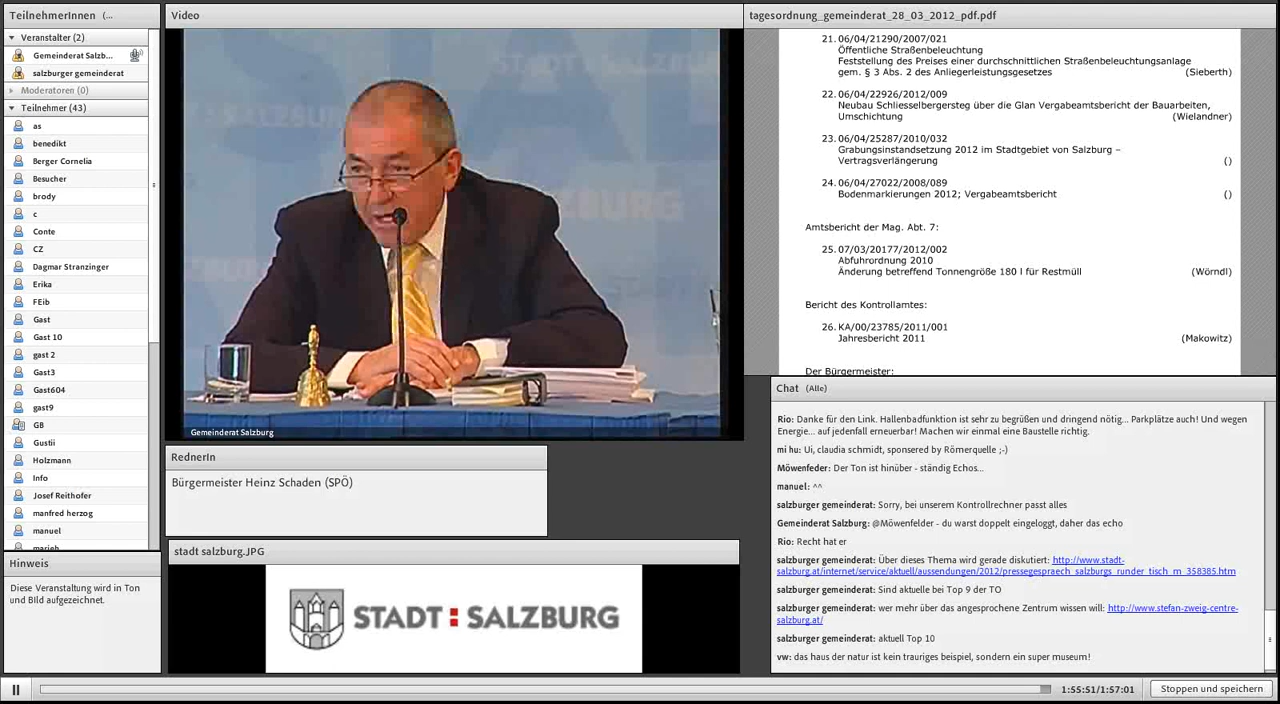 TeilnehmerInnen (...
Veranstalter (2)
Gemeinderat Salzb...
salzburger gemeinderat
Moderatoren (0)
Teilnehmer (43)
as
benedikt
Berger Cornelia
Besucher
brody
c
Conte
CZ
Dagmar Stranzinger
Erika
FEib
Gast
Gast 10
gast 2
Gast3
Gast604
gast9
GB
Gustii
Holzmann
Info
Josef Reithofer
manfred herzog
manuel
marieh
Hinweis
Diese Veranstaltung wird in Ton
und BIld aufgezeichnet.
Video
SALZBURG
Gemeinderat Salzburg
RednerIn
Bürgermeister Heinz Schaden (SPÖ)
stadt salzburg.JPG
STADT:SALZBURG
tagesordnung_gemeinderat_28_03_2012_pdf.pdf
21. 06/04/21290/2007/021
Öffentliche Straßenbeleuchtung
Feststellung des Preises einer durchschnittlichen Straßenbeleuchtungsanlage
gem. § 3 Abs. 2 des Anliegerleistungsgesetzes (Sieberth)
22. 06/04/22926/2012/009
Neubau Schliesselbergersteg über die Glan Vergabeamtsbericht der Bauarbeiten,
Umschichtung (Wielandner)
23. 06/04/25287/2010/032
Grabungsinstandsetzung 2012 im Stadtgebiet von Salzburg –
Vertragsverlängerung ()
24. 06/04/27022/2008/089
Bodenmarkierungen 2012; Vergabeamtsbericht ()
Amtsbericht der Mag. Abt. 7:
25. 07/03/20177/2012/002
Abfuhrordnung 2010
Änderung betreffend Tonnengröße 180 l für Restmüll (Wörndl)
Bericht des Kontrollamtes:
26. KA/00/23785/2011/001
Jahresbericht 2011 (Makowitz)
Der Bürgermeister:
Chat (Alle)
Rio: Danke für den Link. Hallenbadfunktion ist sehr zu begrüßen und dringend nötig... Parkplätze auch! Und wegen
Energie... auf jedenfall erneuerbar! Machen wir einmal eine Baustelle richtig.
mi hu: Ui, claudia schmidt, sponsered by Römerquelle ;-)
Möwenfeder: Der Ton ist hinüber - ständig Echos...
manuel: ^^
salzburger gemeinderat: Sorry, bei unserem Kontrollrechner passt alles
Gemeinderat Salzburg: @Möwenfelder - du warst doppelt eingeloggt, daher das echo
Rio: Recht hat er
salzburger gemeinderat: Über dieses Thema wird gerade diskutiert: http://www.stadt-
salzburg.at/internet/service/aktuell/aussendungen/2012/pressegespraech_salzburgs_runder_tisch_m_358385.htm
salzburger gemeinderat: Sind aktuelle bei Top 9 der TO
salzburger gemeinderat: wer mehr über das angesprochene Zentrum wissen will: http://www.stefan-zweig-centre-
salzburg.at/
salzburger gemeinderat: aktuell Top 10
vw: das haus der natur ist kein trauriges beispiel, sondern ein super museum!
1:55:51/1:57:01
Stoppen und speichern